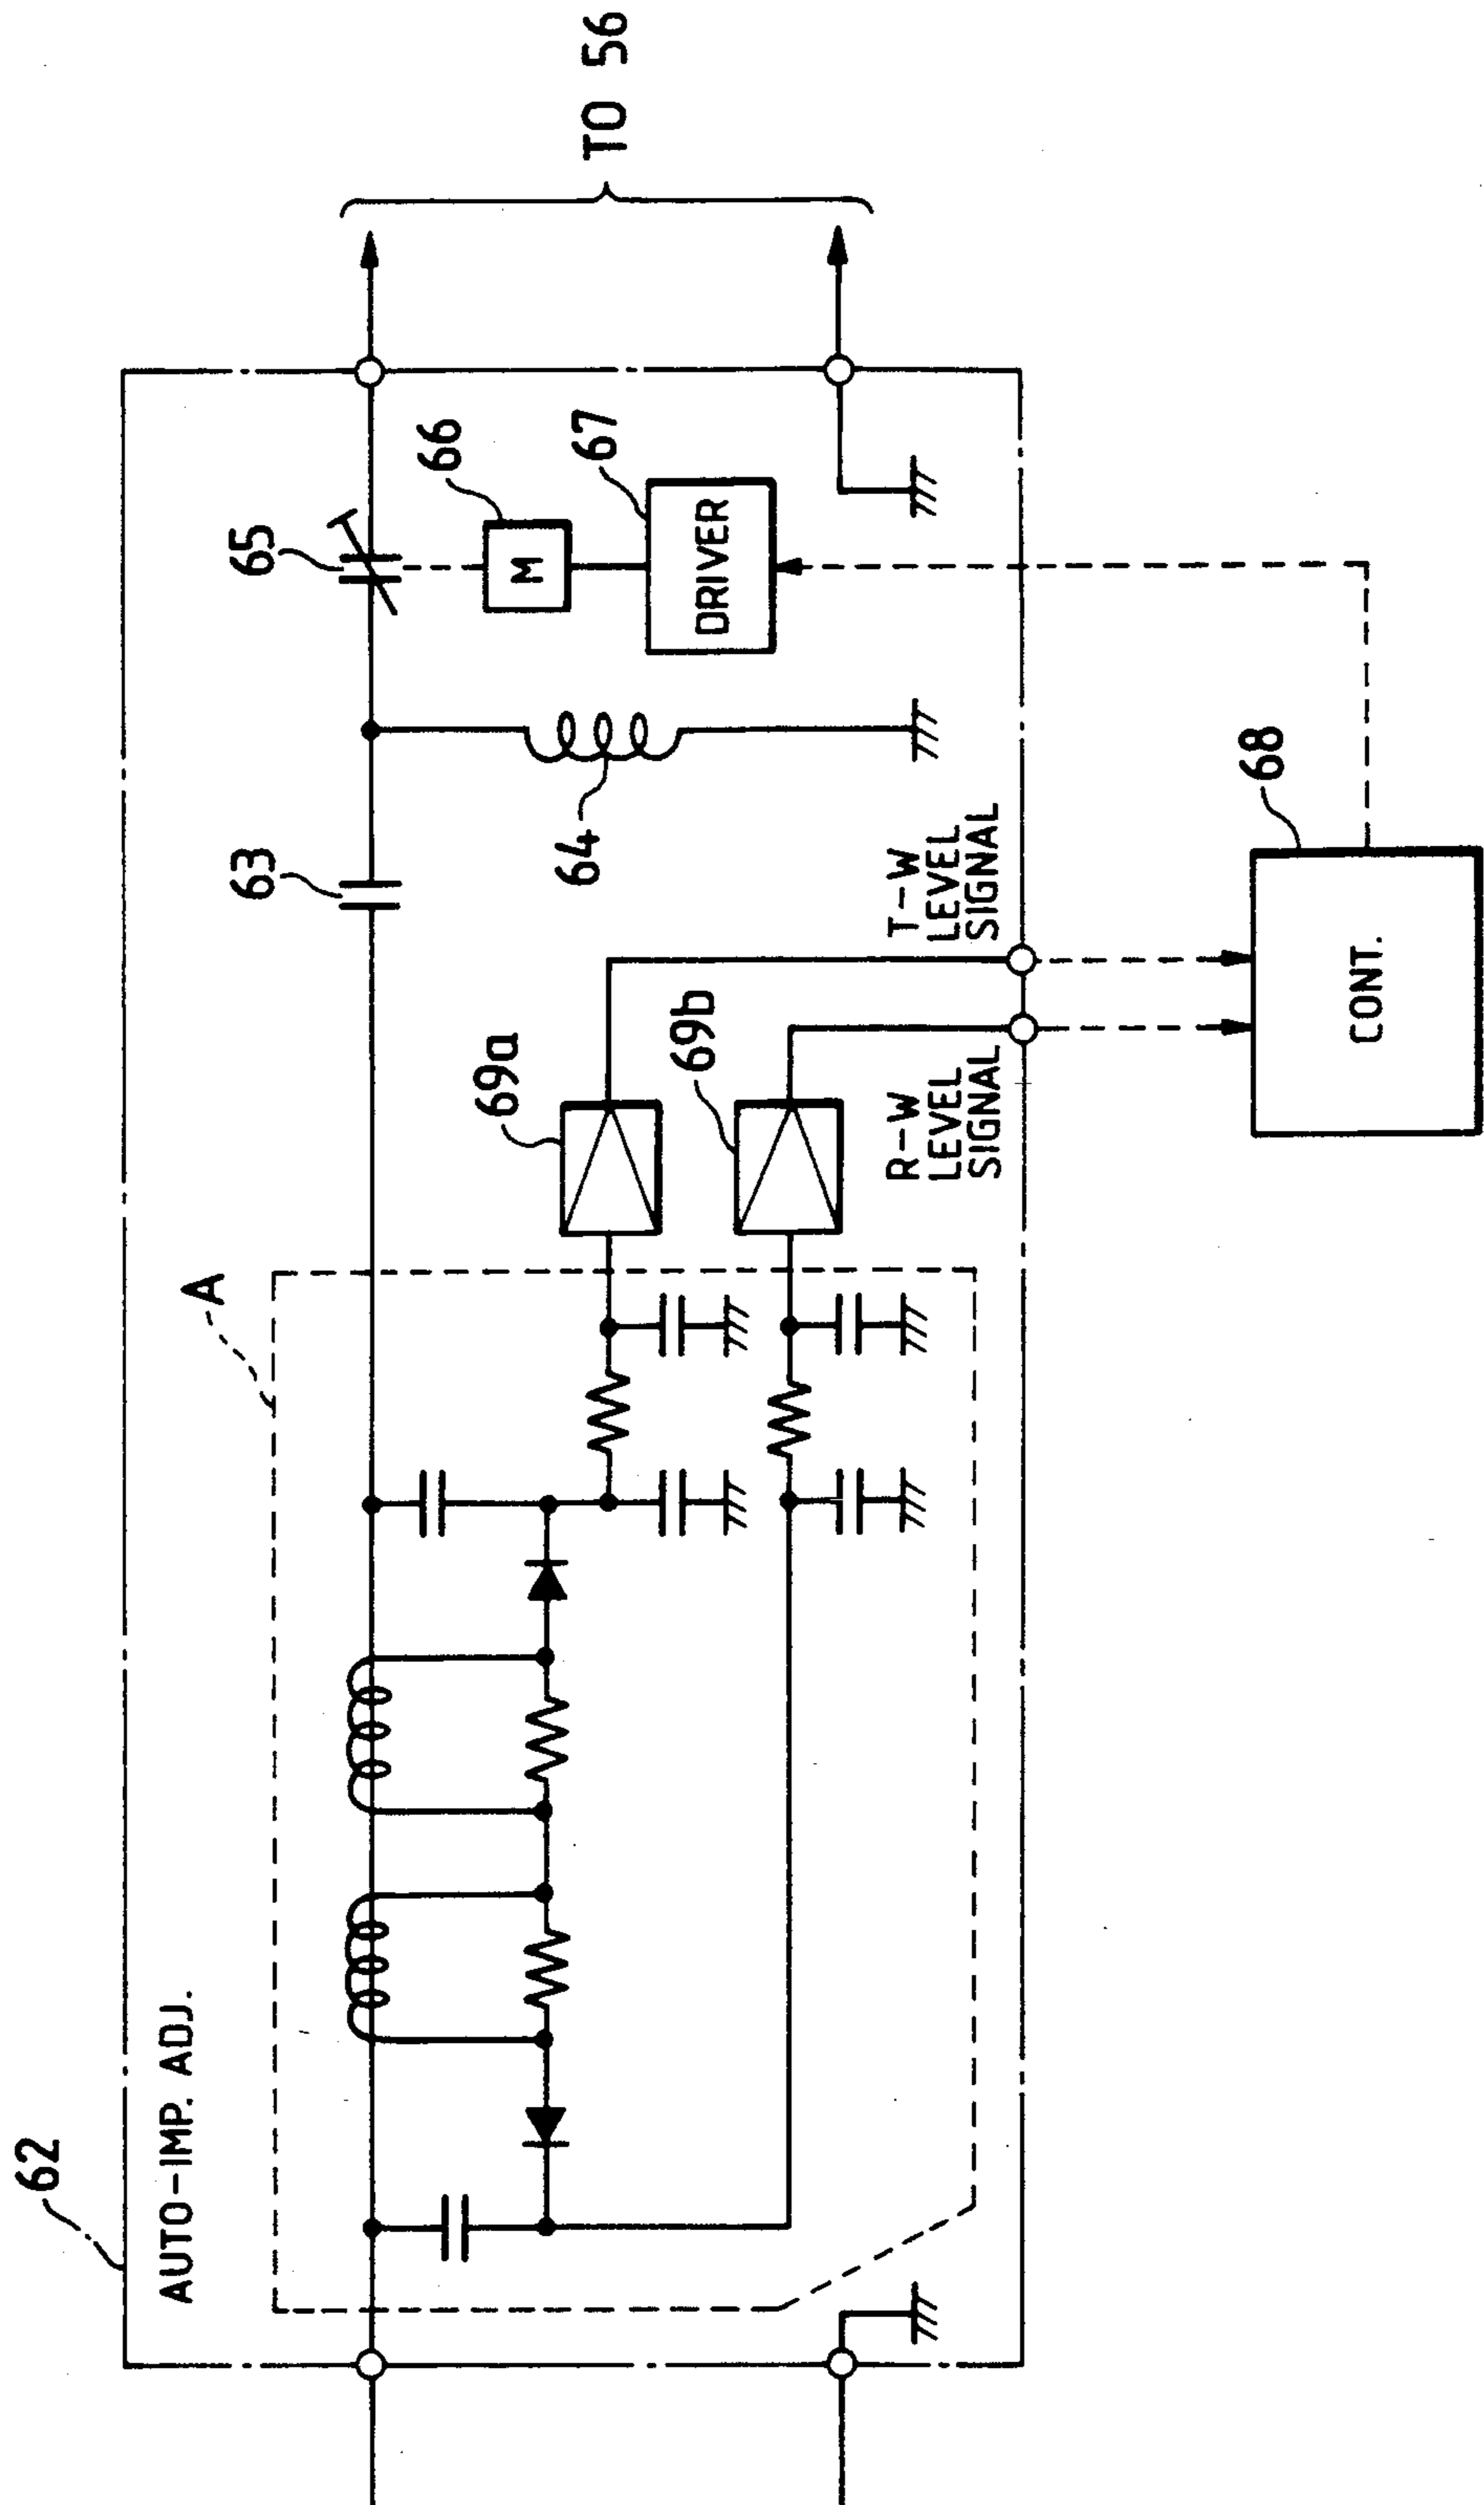 62
AUTO-IMP. ADJ.
A
63
64
65
66
M
67
DRIVER
TO 56
69a
69b
T-W
LEVEL
SIGNAL
R-W
LEVEL
SIGNAL
68
CONT.